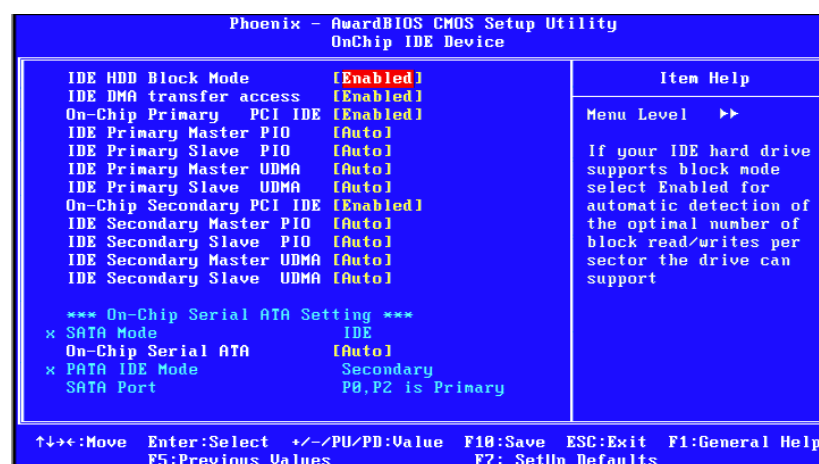 Phoenix - AwardBIOS CMOS Setup Utility
OnChip IDE Device
IDE HDD Block Mode [Enabled]
IDE DMA transfer access [Enabled]
On-Chip Primary PCI IDE [Enabled]
IDE Primary Master PIO [Auto]
IDE Primary Slave PIO [Auto]
IDE Primary Master UDMA [Auto]
IDE Primary Slave UDMA [Auto]
On-Chip Secondary PCI IDE [Enabled]
IDE Secondary Master PIO [Auto]
IDE Secondary Slave PIO [Auto]
IDE Secondary Master UDMA [Auto]
IDE Secondary Slave UDMA [Auto]
*** On-Chip Serial ATA Setting ***
x SATA Mode IDE
On-Chip Serial ATA [Auto]
x PATA IDE Mode Secondary
SATA Port P0,P2 is Primary
Item Help
Menu Level ►►
If your IDE hard drive
supports block mode
select Enabled for
automatic detection of
the optimal number of
block read/writes per
sector the drive can
support
↑↓→←:Move Enter:Select +/-/PU/PD:Value F10:Save ESC:Exit F1:General Help
F5:Previous Values F7: SetUp Defaults